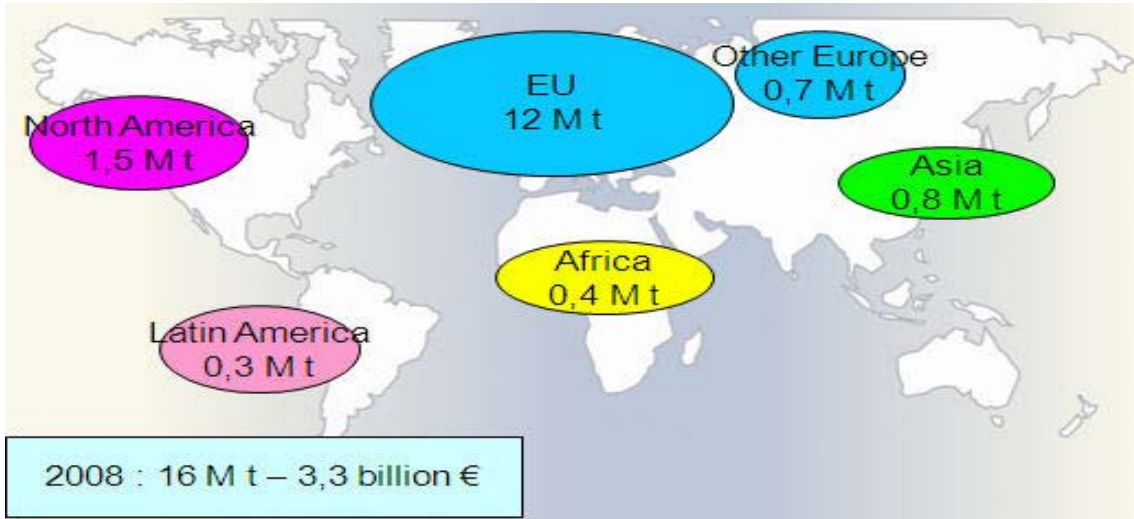 EU
12 M t
Other Europe
0,7 M t
North America
1,5 M t
Asia
0,8 M t
Africa
0,4 M t
Latin America
0,3 M t
2008 : 16 M t – 3,3 billion €